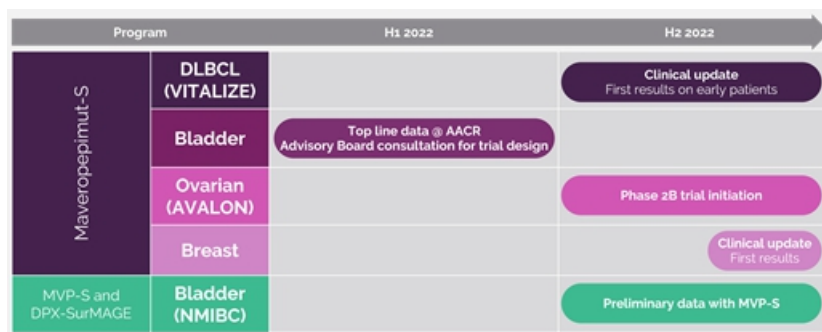 Program H1 2022 H2 2022
Maveropepimut-S
DLBCL
(VITALIZE)
Clinical update
First results on early patients
Bladder
Top line data @ AACR
Advisory Board consultation for trial design
Ovarian
(AVALON)
Phase 2B trial initiation
Breast
Clinical update
First results
MVP-S and
DPX-SurMAGE
Bladder
(NMIBC)
Preliminary data with MVP-S